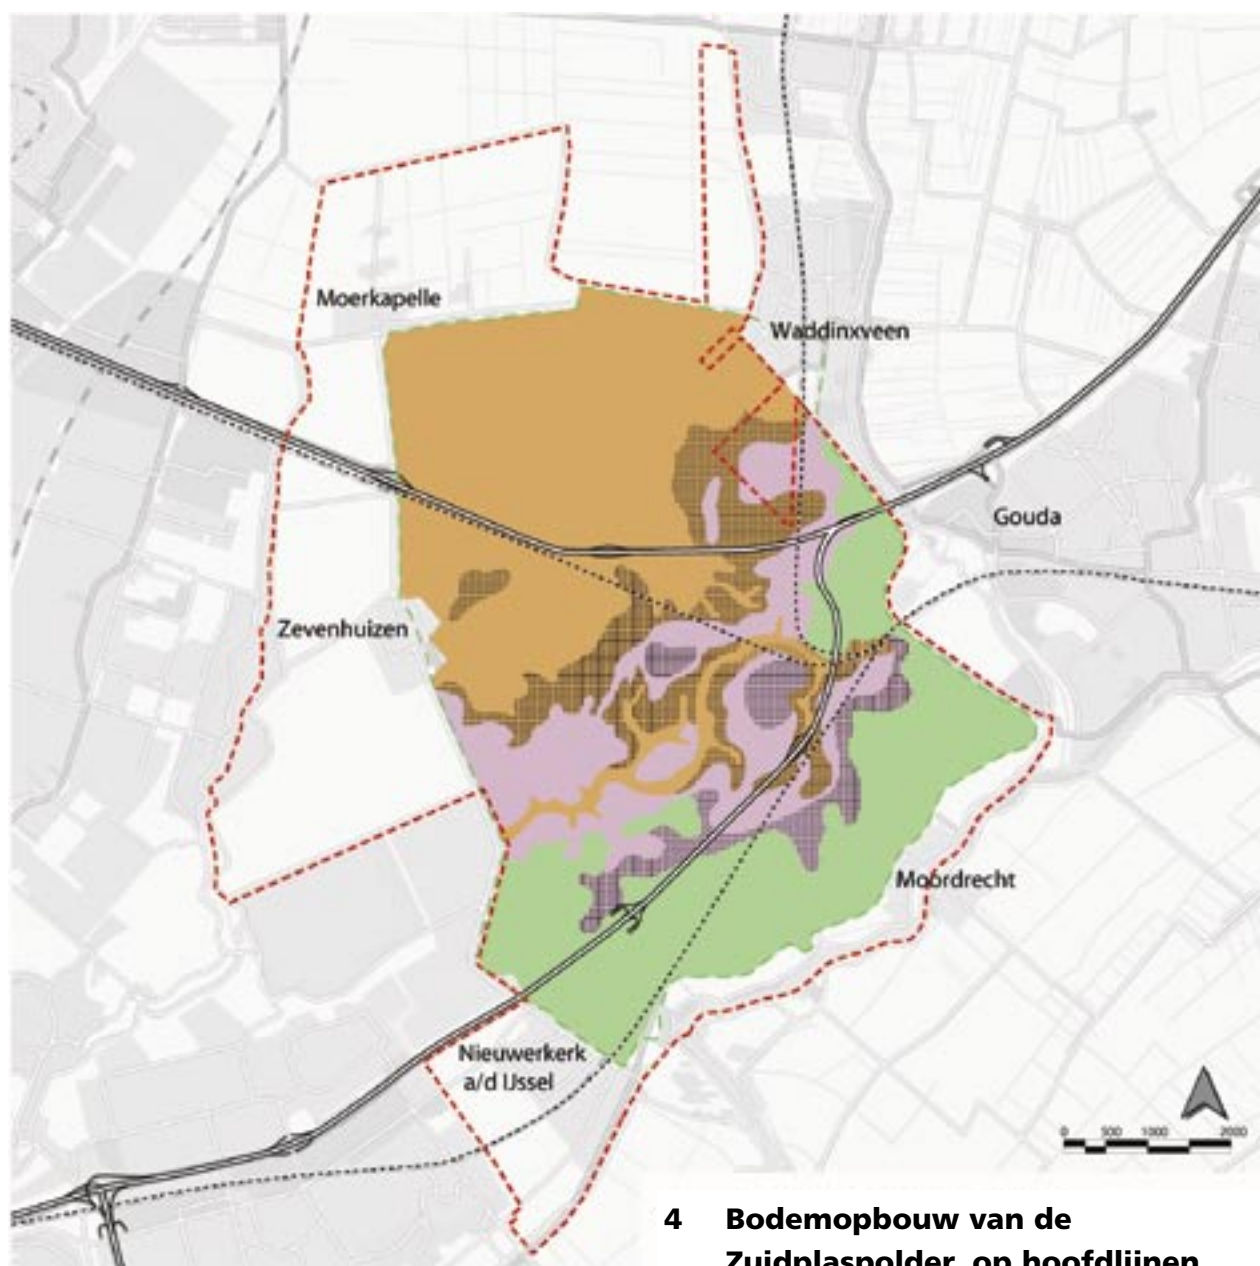 Moerkapelle
Waddinxveen
Gouda
Zevenhuizen
Moordrecht
Nieuwerkerk
a/d IJssel
0 500 1000 2000
4 Bodemopbouw van de
Zuidplaspolder, op hoofdlijnen